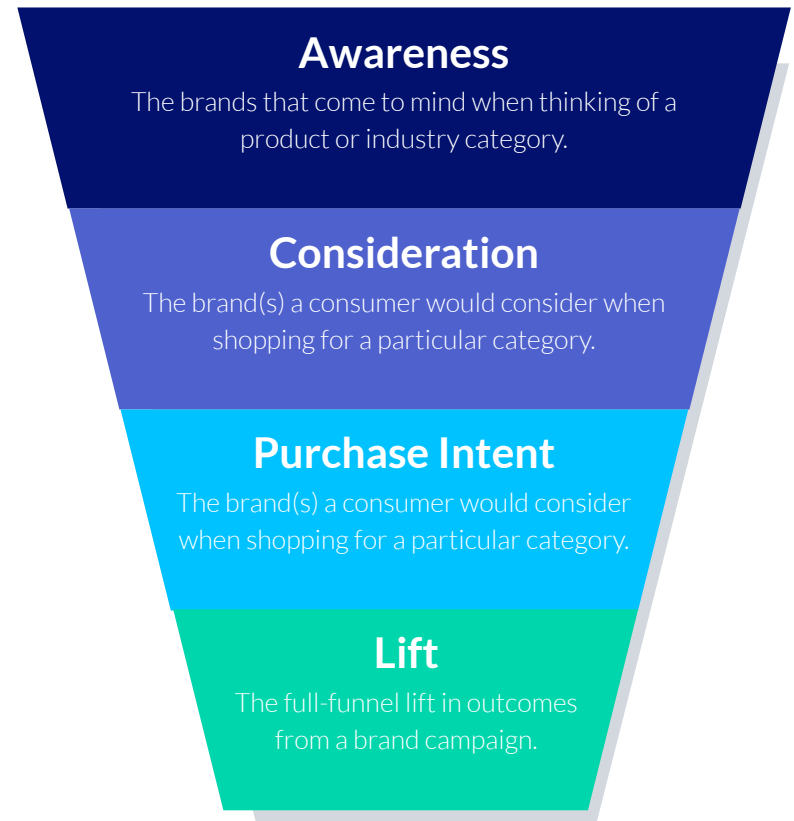 Awareness
The brands that come to mind when thinking of a
product or industry category.
Consideration
The brand(s) a consumer would consider when
shopping for a particular category.
Purchase Intent
The brand(s) a consumer would consider
when shopping for a particular category.
Lift
The full-funnel lift in outcomes
from a brand campaign.